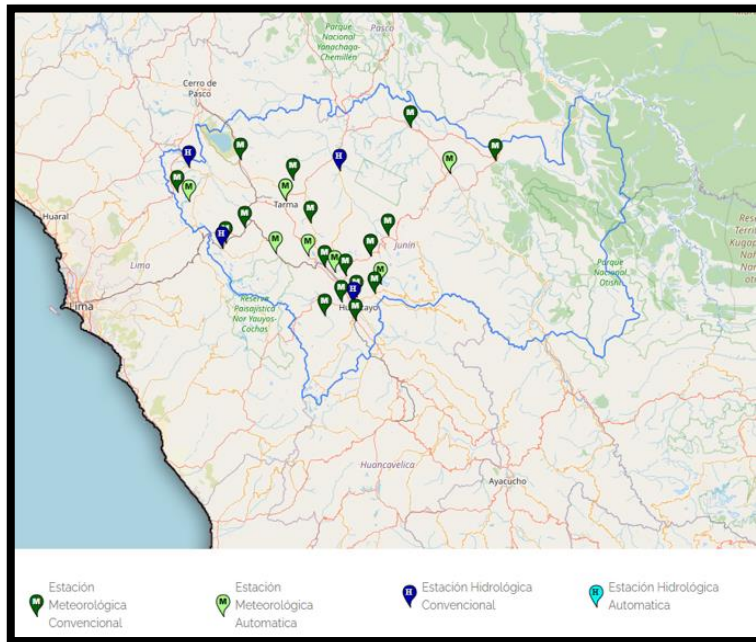 Parque
Nacional
Yanachaga-
Chemillén
Pasco
Cerro de
Pasco
H
M
M
M
H
M
M
M
M
M
M
M
Tarma
M
M
M
Huaral
Lima
M
H
M
M
M
M
M
M
M
M
M
M
M
M
H
M
M
Junín
Lima
Reserva
Paisajística
Nor Yauyos-
Cochas
Parque
Nacional
Otishi
Huancavelica
Ayacucho
Estación
Meteorológica
Convencional
M
Estación
Meteorológica
Automatica
M
Estación Hidrológica
Convencional
H
Estación Hidrológica
Automatica
H